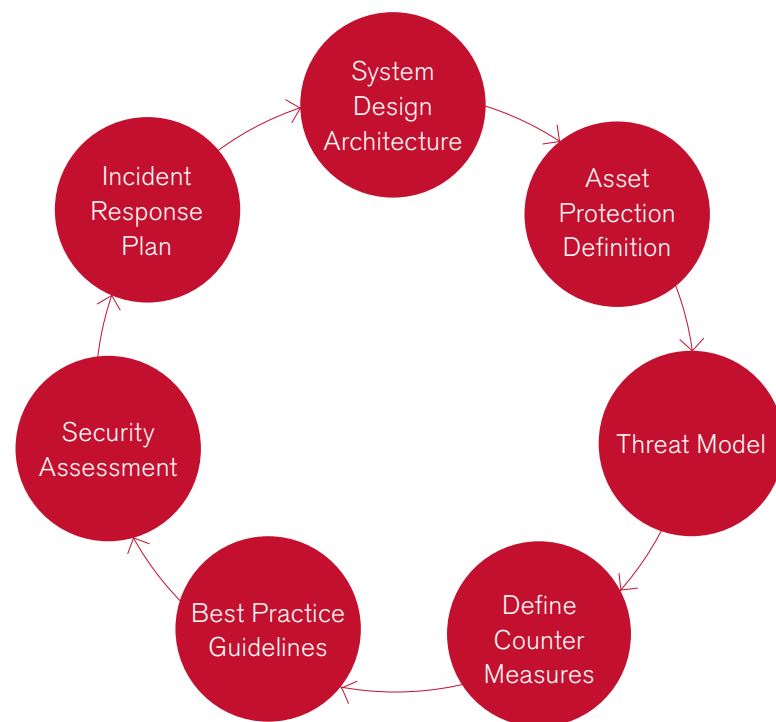 System
Design
Architecture
Asset
Protection
Definition
Threat Model
Define
Counter
Measures
Best Practice
Guidelines
Security
Assessment
Incident
Response
Plan